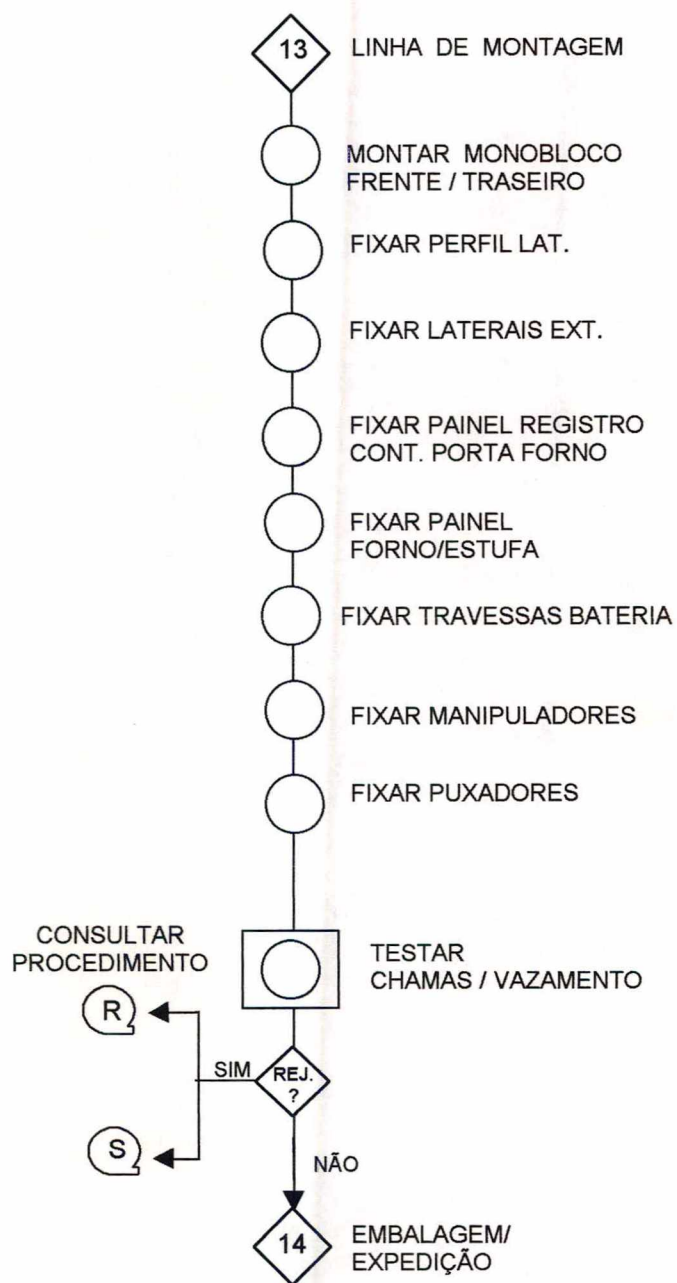 13 LINHA DE MONTAGEM
MONTAR MONOBLOCO
FRENTE / TRASEIRO
FIXAR PERFIL LAT.
FIXAR LATERAIS EXT.
FIXAR PAINEL REGISTRO
CONT. PORTA FORNO
FIXAR PAINEL
FORNO/ESTUFA
FIXAR TRAVESSAS BATERIA
FIXAR MANIPULADORES
FIXAR PUXADORES
CONSULTAR
PROCEDIMENTO
TESTAR
CHAMAS / VAZAMENTO
R
SIM
REJ.
?
S
NÃO
14
EMBALAGEM/
EXPEDIÇÃO